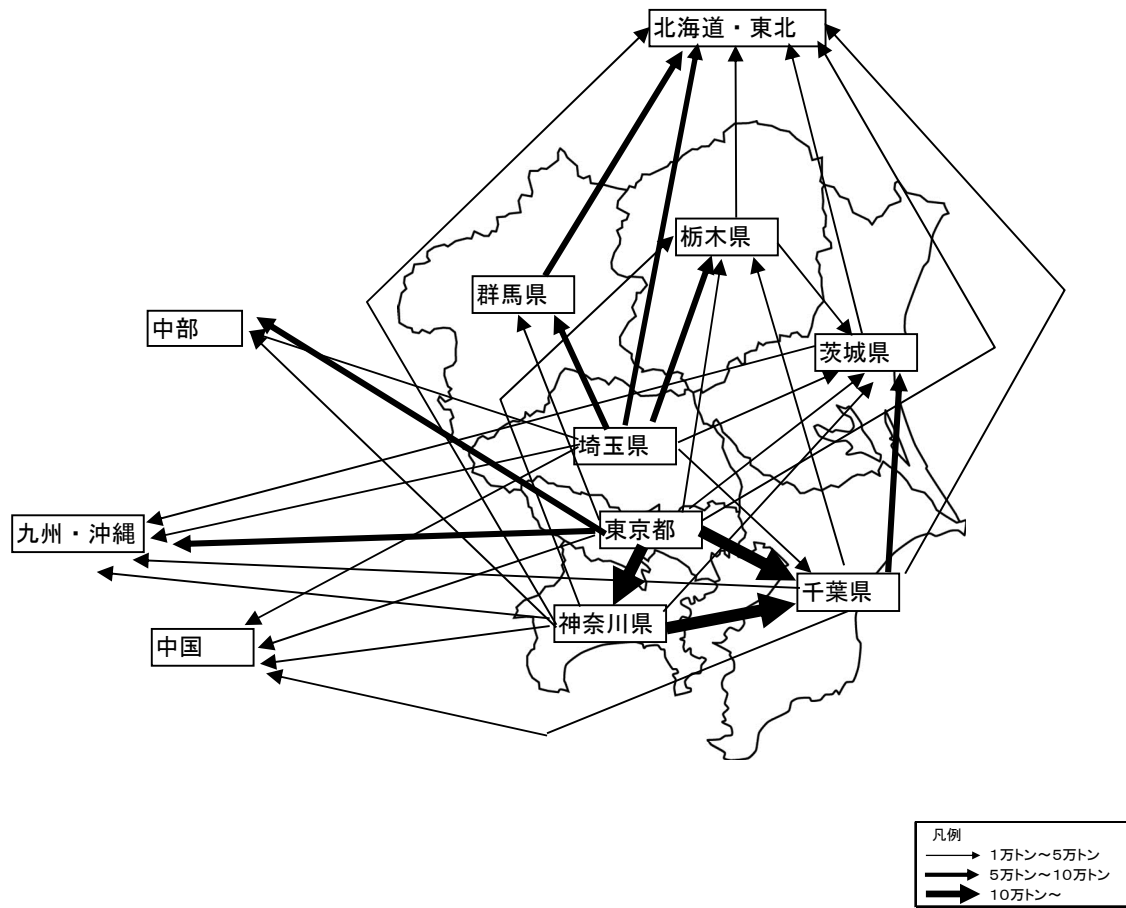 北海道・東北
栃木県
群馬県
中部
茨城県
埼玉県
九州・沖縄
東京都
千葉県
神奈川県
中国
凡例
1万トン～5万トン
5万トン～10万トン
10万トン～